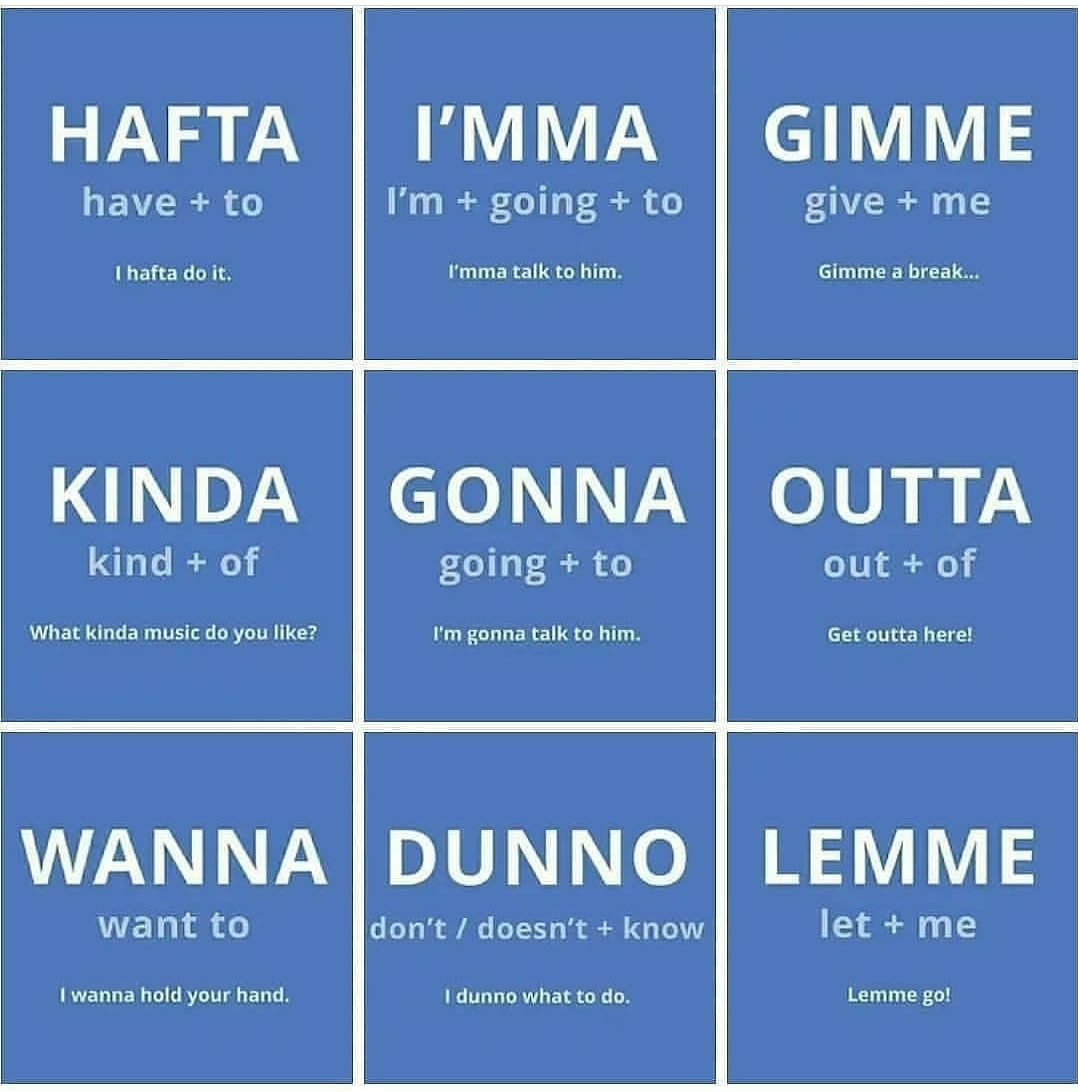 HAFTA
have + to
I hafta do it.
I’MMA
I’m + going + to
I’mma talk to him.
GIMME
give + me
Gimme a break...
KINDA
kind + of
What kinda music do you like?
GONNA
going + to
I’m gonna talk to him.
OUTTA
out + of
Get outta here!
WANNA
want to
I wanna hold your hand.
DUNNO
don’t / doesn’t + know
I dunno what to do.
LEMME
let + me
Lemme go!